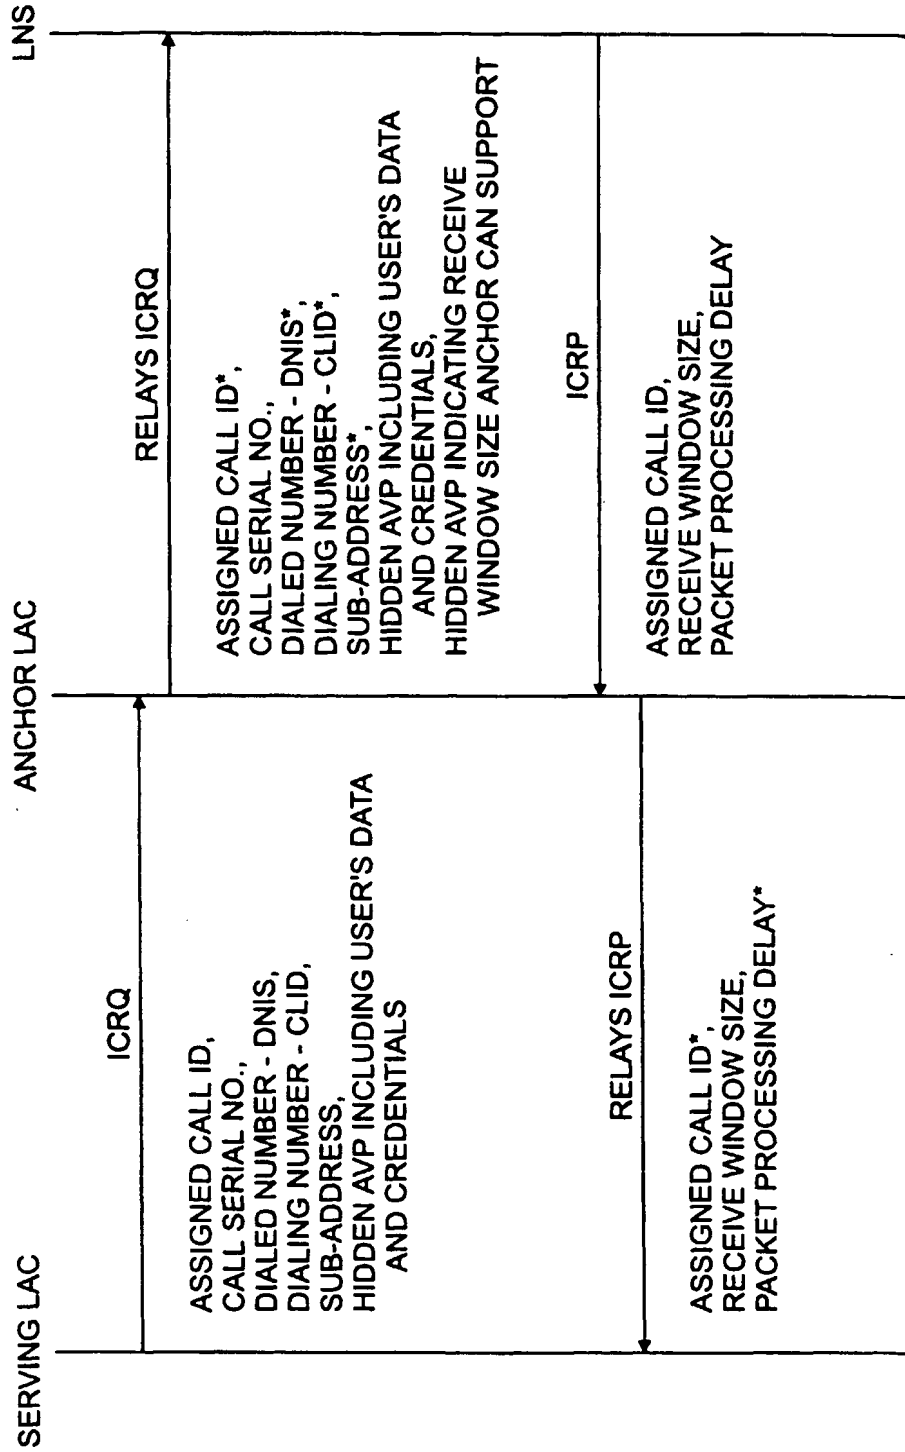 SERVING LAC
ANCHOR LAC
LNS
ICRQ
ASSIGNED CALL ID,
CALL SERIAL NO.,
DIALED NUMBER - DNIS,
DIALING NUMBER - CLID,
SUB-ADDRESS,
HIDDEN AVP INCLUDING USER'S DATA
AND CREDENTIALS
RELAYS ICRQ
ASSIGNED CALL ID*,
CALL SERIAL NO.,
DIALED NUMBER - DNIS*,
DIALING NUMBER - CLID*,
SUB-ADDRESS*,
HIDDEN AVP INCLUDING USER'S DATA
AND CREDENTIALS,
HIDDEN AVP INDICATING RECEIVE
WINDOW SIZE ANCHOR CAN SUPPORT
ICRP
ASSIGNED CALL ID,
RECEIVE WINDOW SIZE,
PACKET PROCESSING DELAY
RELAYS ICRP
ASSIGNED CALL ID*,
RECEIVE WINDOW SIZE,
PACKET PROCESSING DELAY*